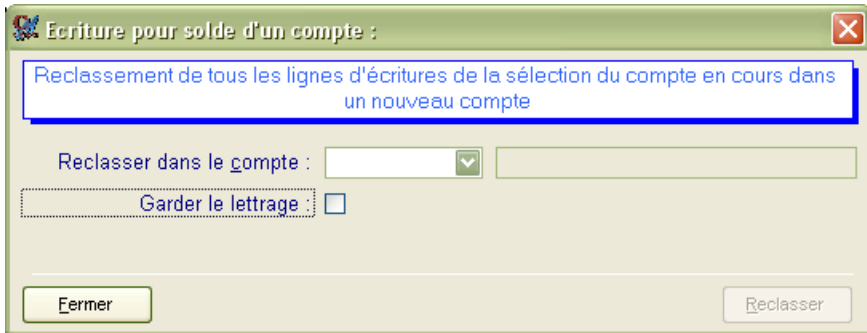 Ecriture pour solde d'un compte :
Reclassement de tous les lignes d'écritures de la sélection du compte en cours dans
un nouveau compte
Reclasser dans le compte :
Garder le lettrage :
Fermer Reclasser